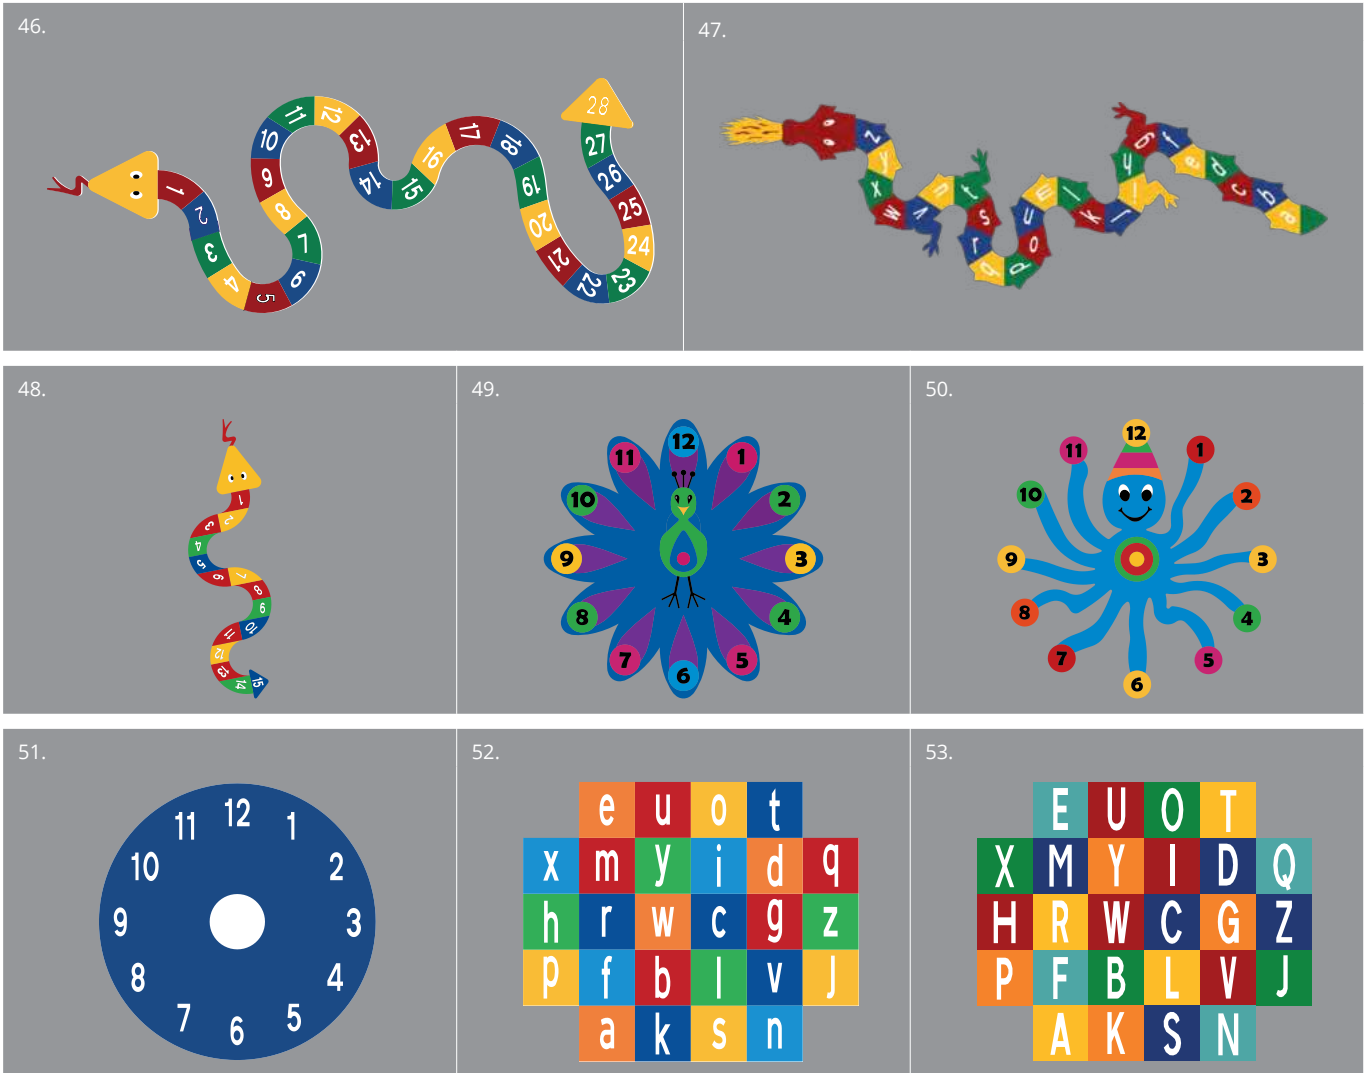 46.
1 2 3 4 5 6 7 8 9 10 11 12 13 14 15 16 17 18 19 20 21 22 23 24 25 26 27 28
47.
z y x w v u t s r q p o n m l k j i h g f e d c b a
48.
1 2 3 4 5 6 7 8 9 10 11 12 13 14 15
49.
12 1 2 3 4 5 6 7 8 9 10 11
50.
12 1 2 3 4 5 6 7 8 9 10 11
51.
12 1 2 3 4 5 6 7 8 9 10 11
52.
e u o t
x m y i d q
h r w c g z
p f b l v J
a k s n
53.
E U O T
X M Y I D Q
H R W C G Z
P F B L V J
A K S N